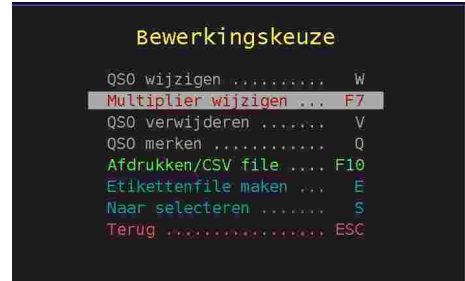 Bewerkingskeuze
QSO wijzigen .......... W
Multiplier wijzigen ... F7
QSO verwijderen ....... V
QSO merken ............ Q
Afdrukken/CSV file .... F10
Etikettenfile maken ... E
Naar selecteren ....... S
Terug ................. ESC